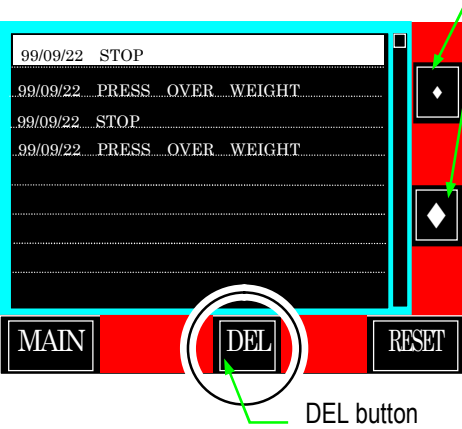 99/09/22 STOP
99/09/22 PRESS OVER WEIGHT
99/09/22 STOP
99/09/22 PRESS OVER WEIGHT
MAIN DEL RESET
DEL button